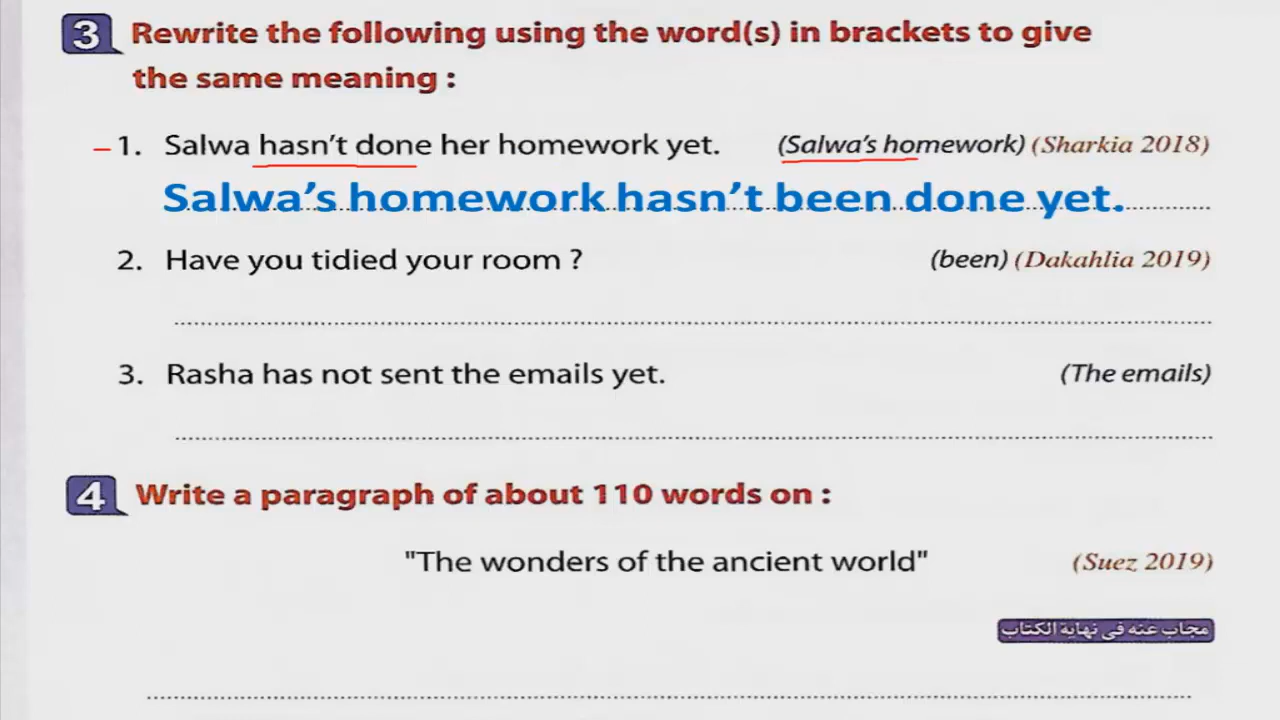 3 Rewrite the following using the word(s) in brackets to give
the same meaning :
1. Salwa hasn't done her homework yet. (Salwa's homework) (Sharkia 2018)
Salwa's homework hasn't been done yet.
2. Have you tidied your room ? (been) (Dakahlia 2019)
3. Rasha has not sent the emails yet. (The emails)
4 Write a paragraph of about 110 words on :
"The wonders of the ancient world" (Suez 2019)
مجاب عنه فى نهاية الكتاب